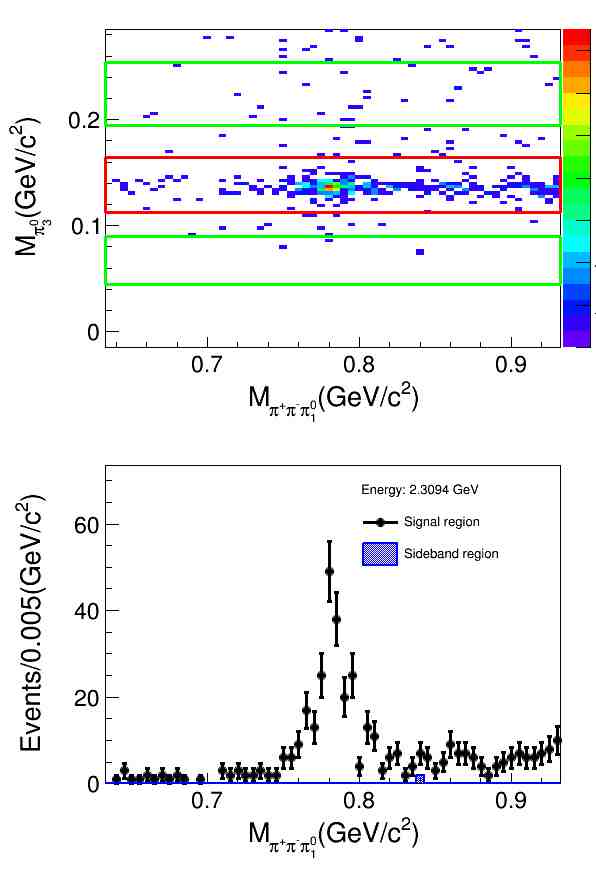 M_{π^0_3}(GeV/c^2)
0.2
0.1
0
0.7 0.8 0.9
M_{π^+π^-π^0_1}(GeV/c^2)
Events/0.005(GeV/c^2)
60
40
20
0
Energy: 2.3094 GeV
Signal region
Sideband region
0.7 0.8 0.9
M_{π^+π^-π^0_1}(GeV/c^2)